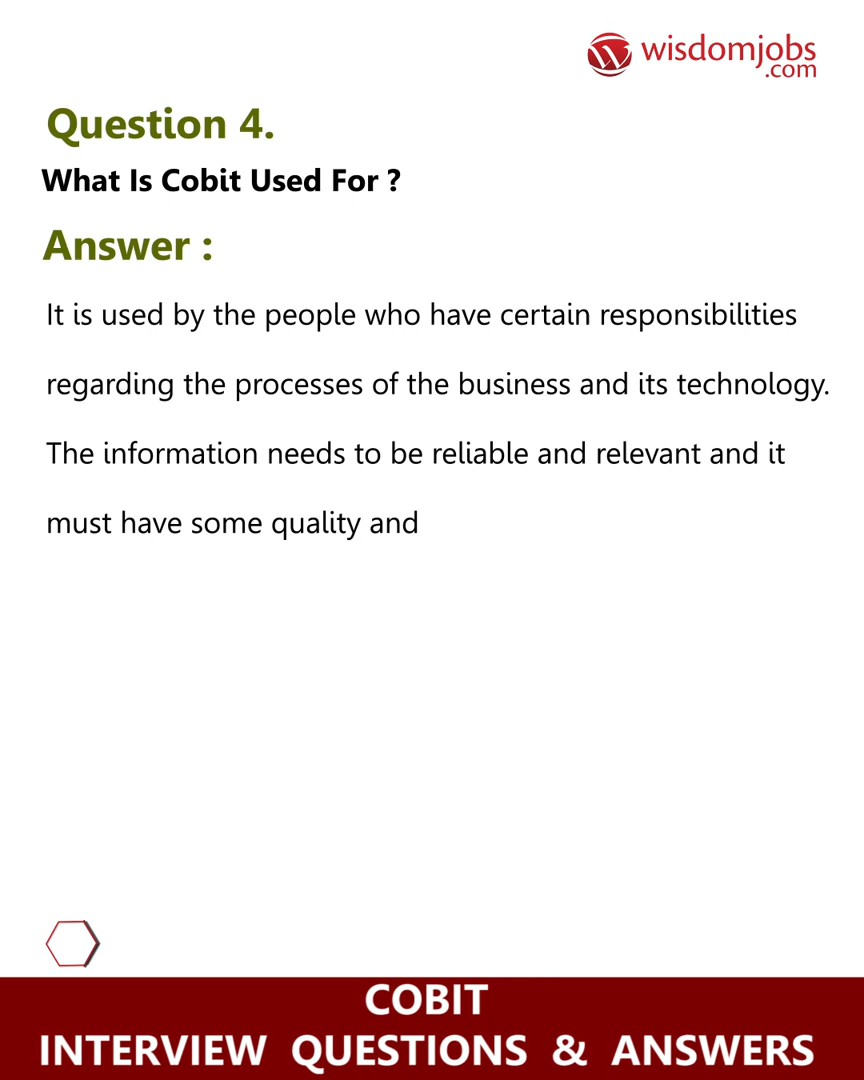 wisdomjobs
.com
Question 4.
What Is Cobit Used For ?
Answer :
It is used by the people who have certain responsibilities
regarding the processes of the business and its technology.
The information needs to be reliable and relevant and it
must have some quality and
COBIT
INTERVIEW QUESTIONS & ANSWERS